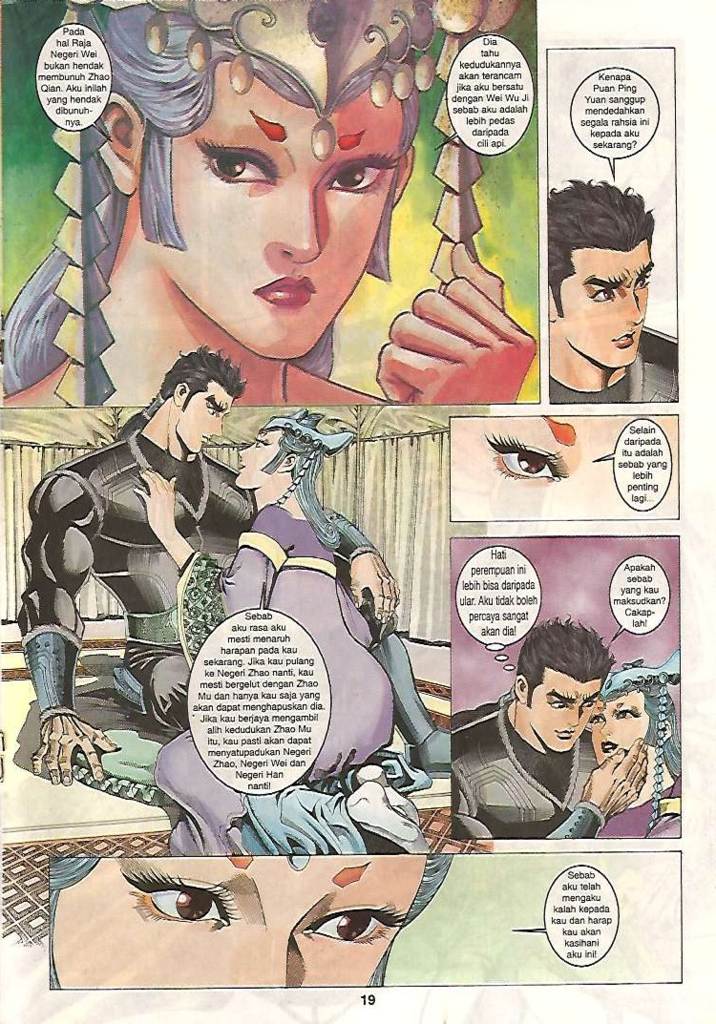 Pada
hal Raja
Negeri Wei
bukan hendak
membunuh Zhao
Qian. Aku inilah
yang hendak
dibunuh-
nya.
Dia
tahu
kedudukannya
akan terancam
jika aku bersatu
dengan Wei Wu Ji
sebab aku adalah
lebih pedas
daripada
cili api.
Kenapa
Puan Ping
Yuan sanggup
mendedahkan
segala rahsia ini
kepada aku
sekarang?
Selain
daripada
itu adalah
sebab yang
lebih
penting
lagi...
Sebab
aku rasa aku
mesti menaruh
harapan pada kau
sekarang. Jika kau pulang
ke Negeri Zhao nanti, kau
mesti bergelut dengan Zhao
Mu dan hanya kau saja yang
akan dapat menghapuskan dia.
Jika kau berjaya mengambil
alih kedudukan Zhao Mu
itu, kau pasti akan dapat
menyatupadukan Negeri
Zhao, Negeri Wei dan
Negeri Han
nanti!
Hati
perempuan ini
lebih bisa daripada
ular. Aku tidak boleh
percaya sangat
akan dia!
Apakah
sebab
yang kau
maksudkan?
Cakap-
lah!
Sebab
aku telah
mengaku
kalah kepada
kau dan harap
kau akan
kasihani
aku ini!
19